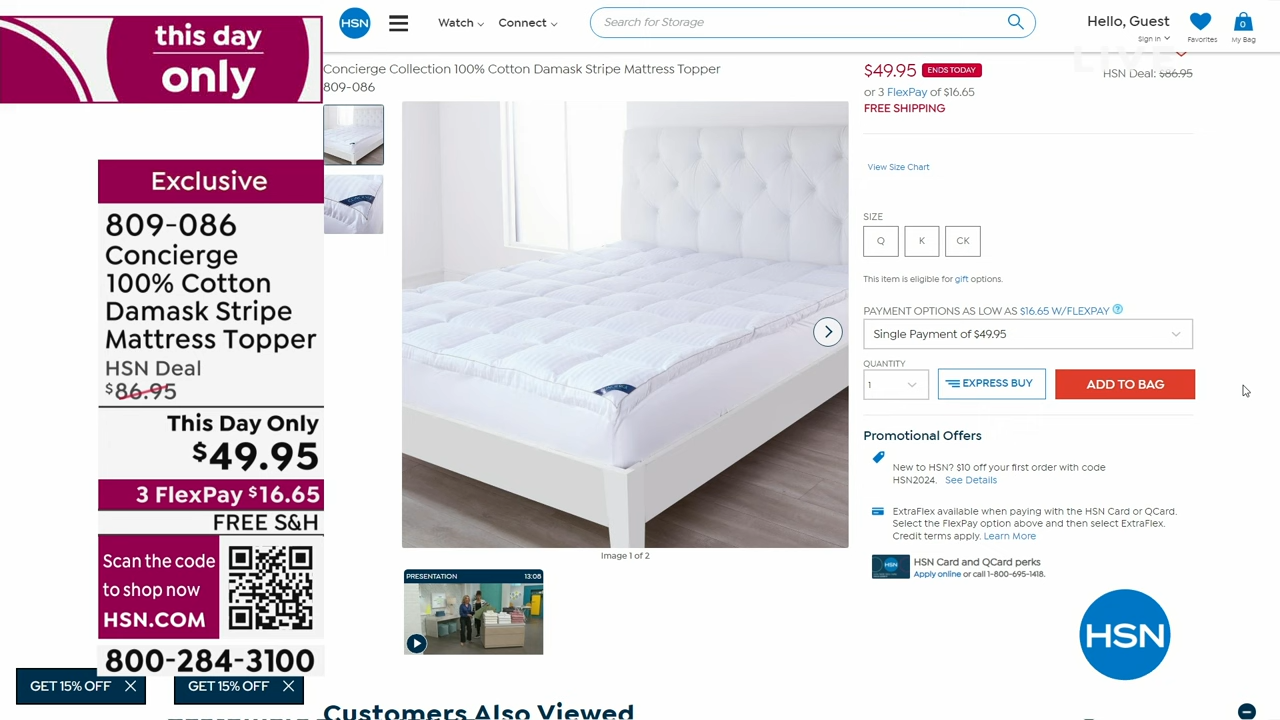 this day
only
Exclusive
809-086
Concierge
100% Cotton
Damask Stripe
Mattress Topper
HSN Deal
$86.95
This Day Only
$49.95
3 FlexPay $16.65
FREE S&H
Scan the code
to shop now
HSN.COM
800-284-3100
GET 15% OFF
GET 15% OFF
HSN
Watch
Connect
Search for Storage
Hello, Guest
Sign In
Favorites
0
My Bag
LIVE
Concierge Collection 100% Cotton Damask Stripe Mattress Topper
809-086
$49.95 ENDS TODAY
HSN Deal: $86.95
or 3 FlexPay of $16.65
FREE SHIPPING
View Size Chart
SIZE
Q K CK
This item is eligible for gift options.
PAYMENT OPTIONS AS LOW AS $16.65 W/FLEXPAY ?
Single Payment of $49.95
QUANTITY
1
EXPRESS BUY
ADD TO BAG
Image 1 of 2
PRESENTATION 13:08
Promotional Offers
New to HSN? $10 off your first order with code
HSN2024. See Details
ExtraFlex available when paying with the HSN Card or QCard.
Select the FlexPay option above and then select ExtraFlex.
Credit terms apply. Learn More
HSN
HSN Card and QCard perks
Apply online or call 1-800-695-1418.
HSN
Customers Also Viewed